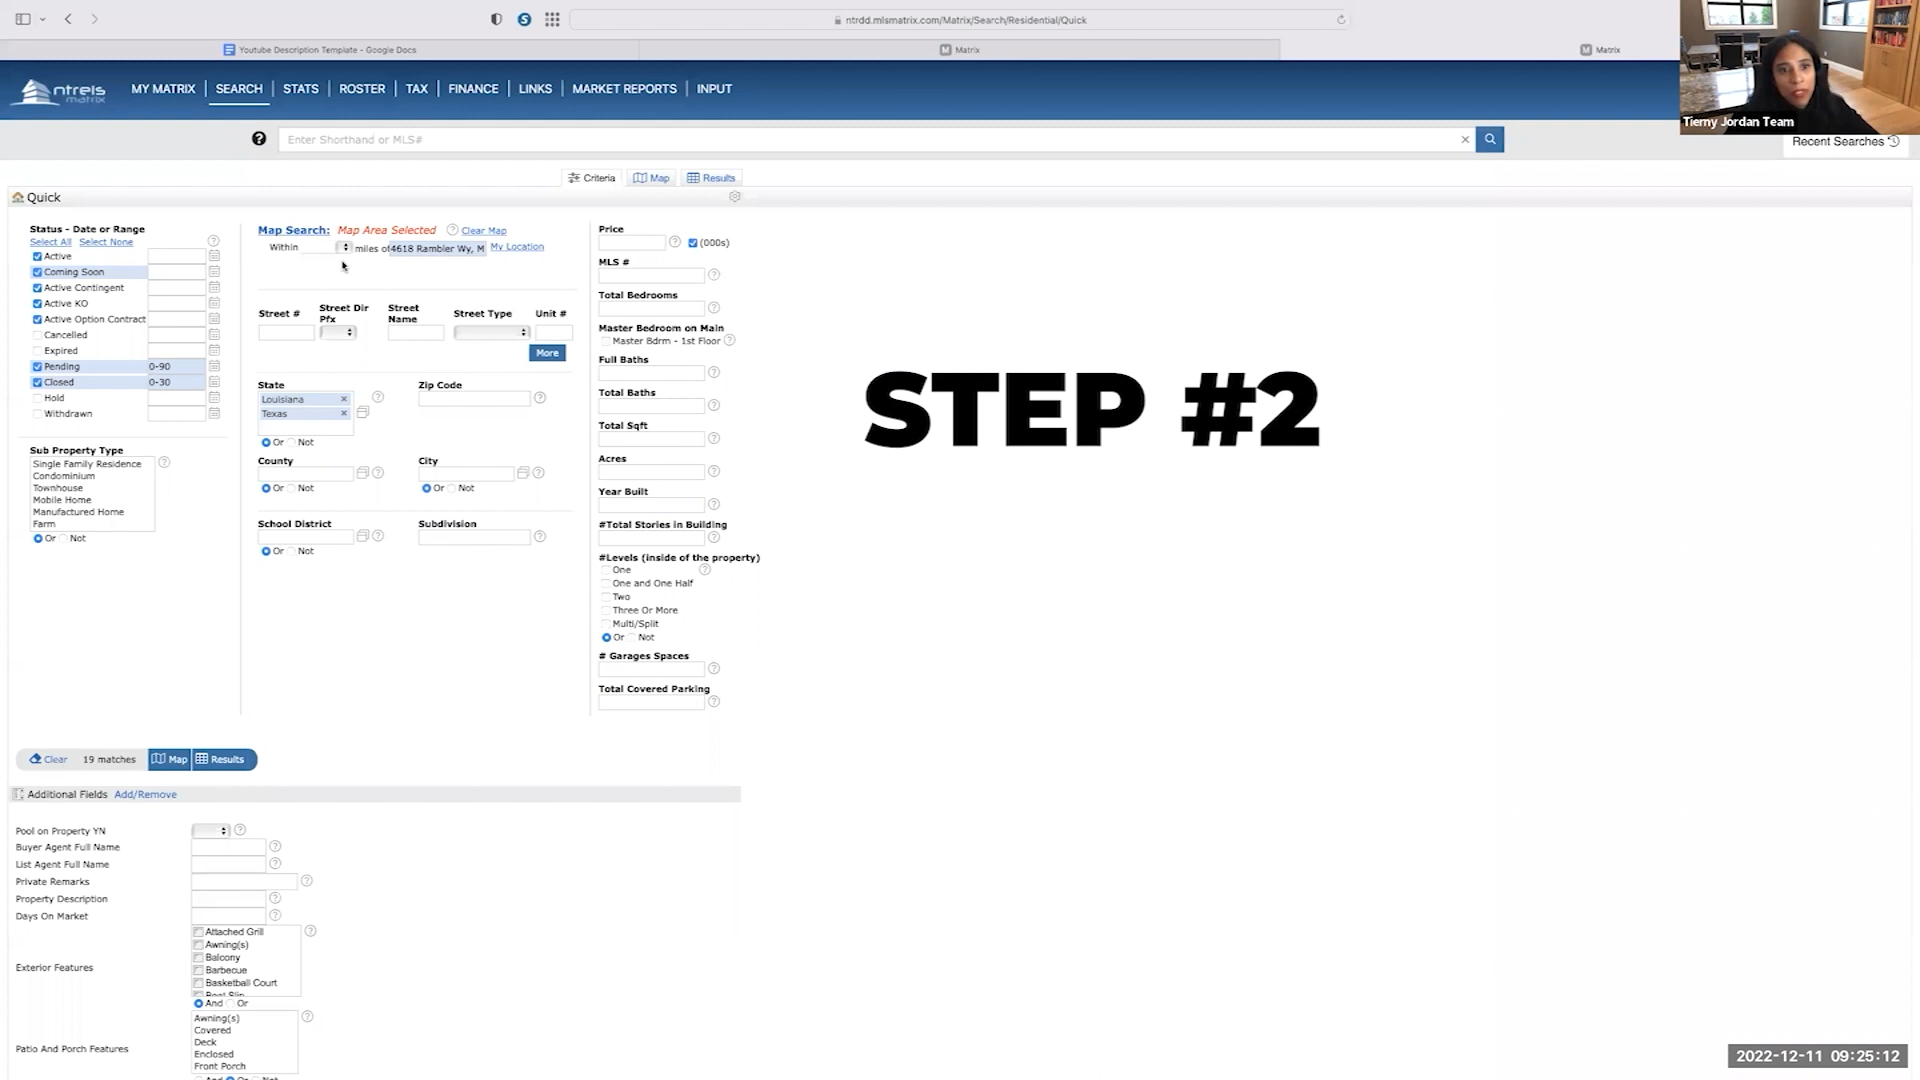 ntrdd.mlsmatrix.com/Matrix/Search/Residential/Quick
Youtube Description Template - Google Docs
Matrix
Matrix
ntreis
matrix
MY MATRIX
SEARCH
STATS
ROSTER
TAX
FINANCE
LINKS
MARKET REPORTS
INPUT
Tierny Jordan Team
Enter Shorthand or MLS#
Recent Searches
Criteria
Map
Results
Quick
Status - Date or Range
Select All Select None
Active
Coming Soon
Active Contingent
Active KO
Active Option Contract
Cancelled
Expired
Pending 0-90
Closed 0-30
Hold
Withdrawn
Sub Property Type
Single Family Residence
Condominium
Townhouse
Mobile Home
Manufactured Home
Farm
Or Not
Map Search: Map Area Selected Clear Map
Within miles of 4618 Rambler Wy, M My Location
Street # Street Dir Pfx Street Name Street Type Unit #
More
State
Louisiana
Texas
Or Not
Zip Code
County
Or Not
City
Or Not
School District
Or Not
Subdivision
Price
(000s)
MLS #
Total Bedrooms
Master Bedroom on Main
Master Bdrm - 1st Floor
Full Baths
Total Baths
Total Sqft
Acres
Year Built
#Total Stories in Building
#Levels (inside of the property)
One
One and One Half
Two
Three Or More
Multi/Split
Or Not
# Garages Spaces
Total Covered Parking
STEP #2
Clear 19 matches Map Results
Additional Fields Add/Remove
Pool on Property YN
Buyer Agent Full Name
List Agent Full Name
Private Remarks
Property Description
Days On Market
Exterior Features
Attached Grill
Awning(s)
Balcony
Barbecue
Basketball Court
And Or
Patio And Porch Features
Awning(s)
Covered
Deck
Enclosed
Front Porch
2022-12-11 09:25:12